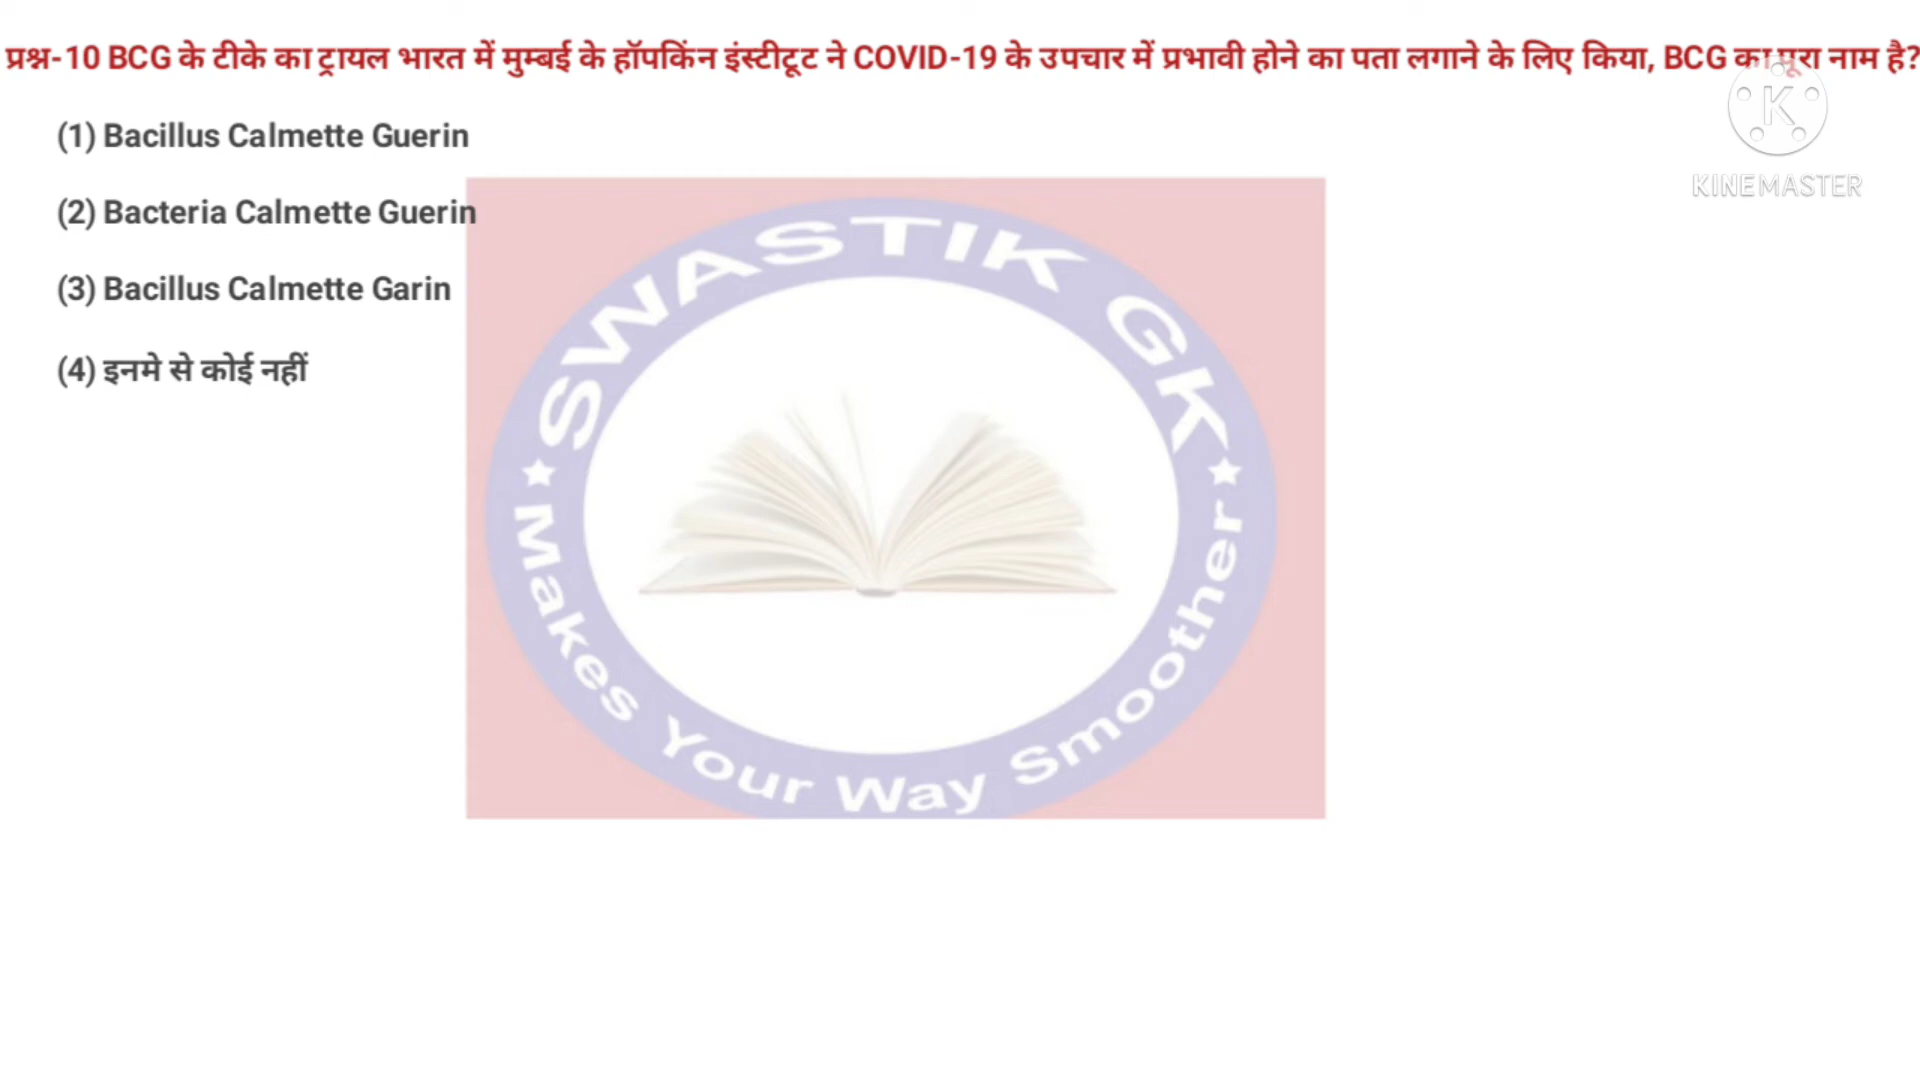 प्रश्न-10 BCG के टीके का ट्रायल भारत में मुम्बई के हॉपकिंन इंस्टीटूट ने COVID-19 के उपचार में प्रभावी होने का पता लगाने के लिए किया, BCG का पूरा नाम है?
(1) Bacillus Calmette Guerin
(2) Bacteria Calmette Guerin
(3) Bacillus Calmette Garin
(4) इनमे से कोई नहीं
K
KINEMASTER
SWASTIK GK
Makes Your Way Smoother